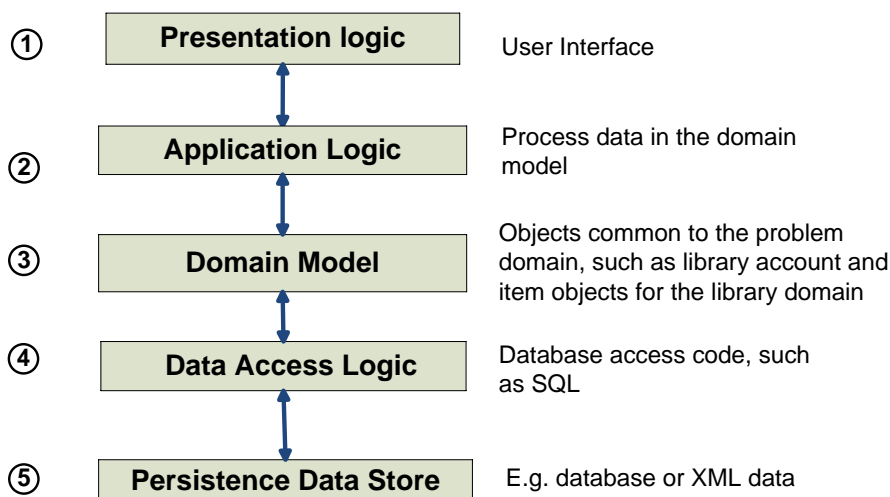 ① Presentation logic User Interface
② Application Logic Process data in the domain
model
③ Domain Model Objects common to the problem
domain, such as library account and
item objects for the library domain
④ Data Access Logic Database access code, such
as SQL
⑤ Persistence Data Store E.g. database or XML data